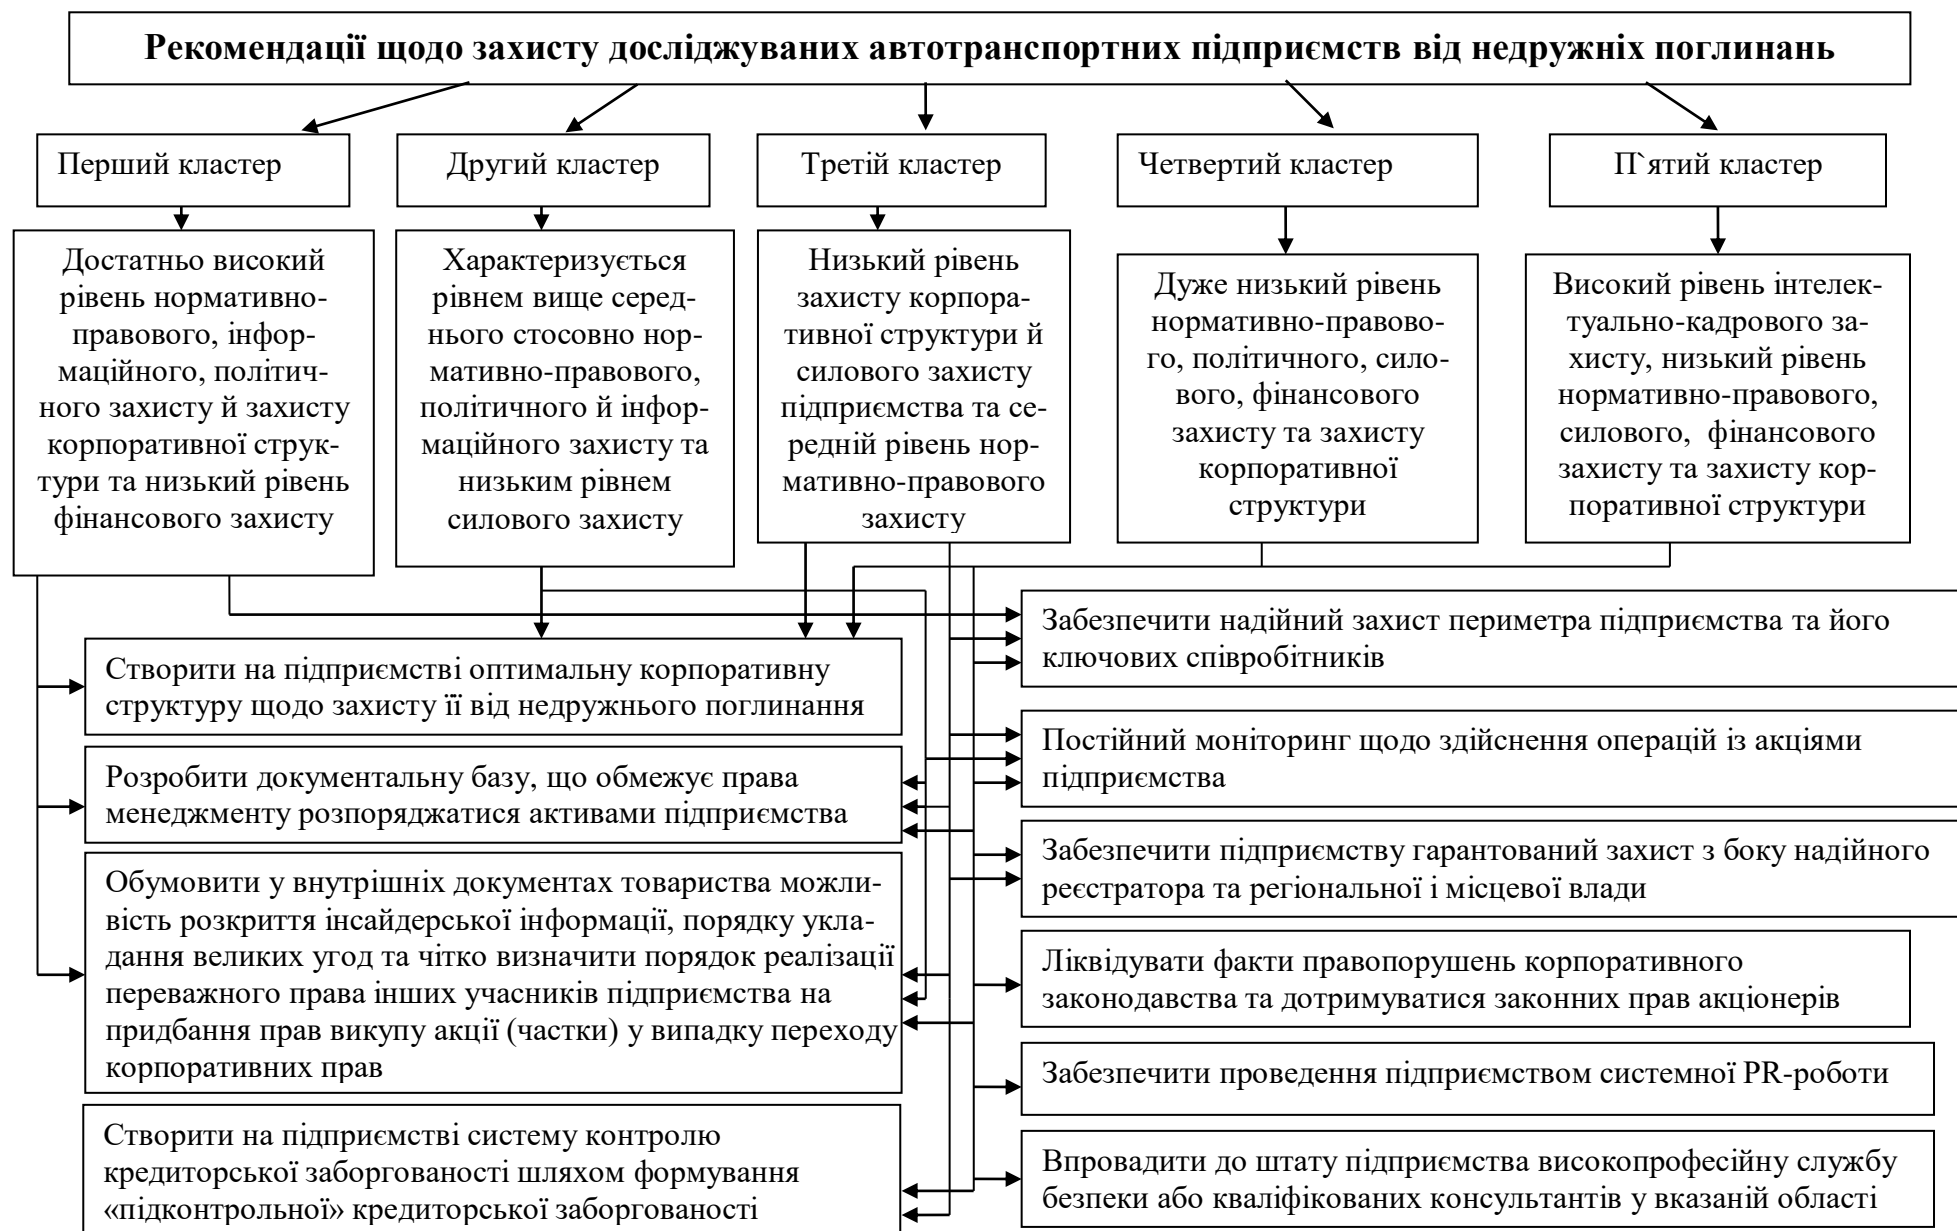 Рекомендації щодо захисту досліджуваних автотранспортних підприємств від недружніх поглинань
Перший кластер
Другий кластер
Третій кластер
Четвертий кластер
П`ятий кластер
Достатньо високий
рівень нормативно-
правового, інфор-
маційного, політич-
ного захисту й захисту
корпоративної струк-
тури та низький рівень
фінансового захисту
Характеризується
рівнем вище серед-
нього стосовно нор-
мативно-правового,
політичного й інфор-
маційного захисту та
низьким рівнем
силового захисту
Низький рівень
захисту корпора-
тивної структури й
силового захисту
підприємства та се-
редній рівень нор-
мативно-правового
захисту
Дуже низький рівень
нормативно-правово-
го, політичного, сило-
вого, фінансового
захисту та захисту
корпоративної
структури
Високий рівень інтелек-
туально-кадрового за-
хисту, низький рівень
нормативно-правового,
силового, фінансового
захисту та захисту кор-
поративної структури
Створити на підприємстві оптимальну корпоративну
структуру щодо захисту її від недружнього поглинання
Розробити документальну базу, що обмежує права
менеджменту розпоряджатися активами підприємства
Обумовити у внутрішніх документах товариства можли-
вість розкриття інсайдерської інформації, порядку укла-
дання великих угод та чітко визначити порядок реалізації
переважного права інших учасників підприємства на
придбання прав викупу акції (частки) у випадку переходу
корпоративних прав
Створити на підприємстві систему контролю
кредиторської заборгованості шляхом формування
«підконтрольної» кредиторської заборгованості
Забезпечити надійний захист периметра підприємства та його
ключових співробітників
Постійний моніторинг щодо здійснення операцій із акціями
підприємства
Забезпечити підприємству гарантований захист з боку надійного
реєстратора та регіональної і місцевої влади
Ліквідувати факти правопорушень корпоративного
законодавства та дотримуватися законних прав акціонерів
Забезпечити проведення підприємством системної PR-роботи
Впровадити до штату підприємства високопрофесійну службу
безпеки або кваліфікованих консультантів у вказаній області